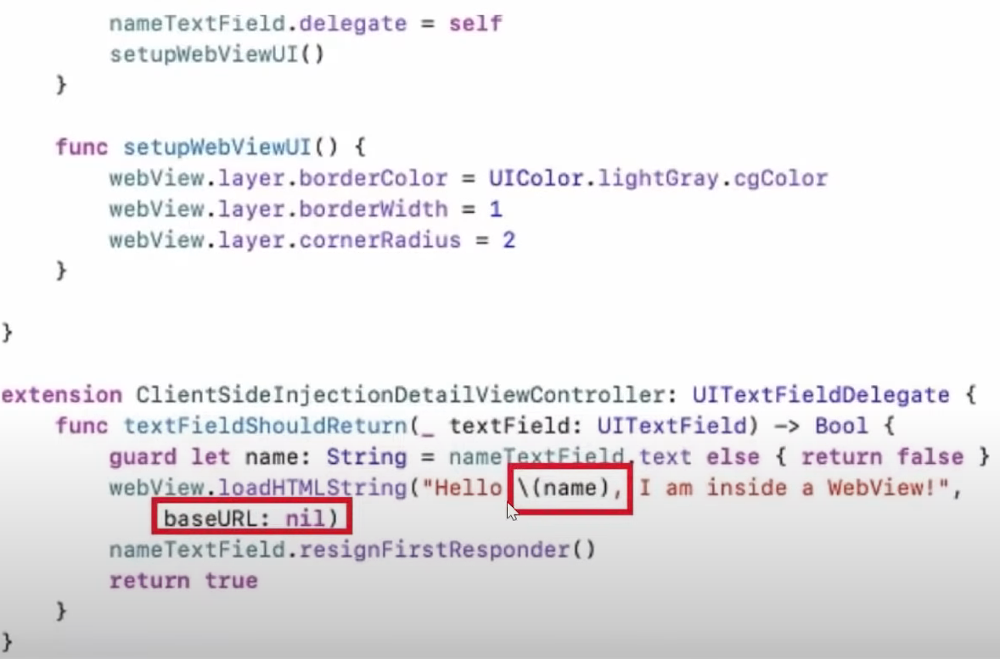 nameTextField.delegate = self
setupWebViewUI()
}
func setupWebViewUI() {
webView.layer.borderColor = UIColor.lightGray.cgColor
webView.layer.borderWidth = 1
webView.layer.cornerRadius = 2
}
}
extension ClientSideInjectionDetailViewController: UITextFieldDelegate {
func textFieldShouldReturn(_ textField: UITextField) -> Bool {
guard let name: String = nameTextField.text else { return false }
webView.loadHTMLString("Hello \(name), I am inside a WebView!",
baseURL: nil)
nameTextField.resignFirstResponder()
return true
}
}